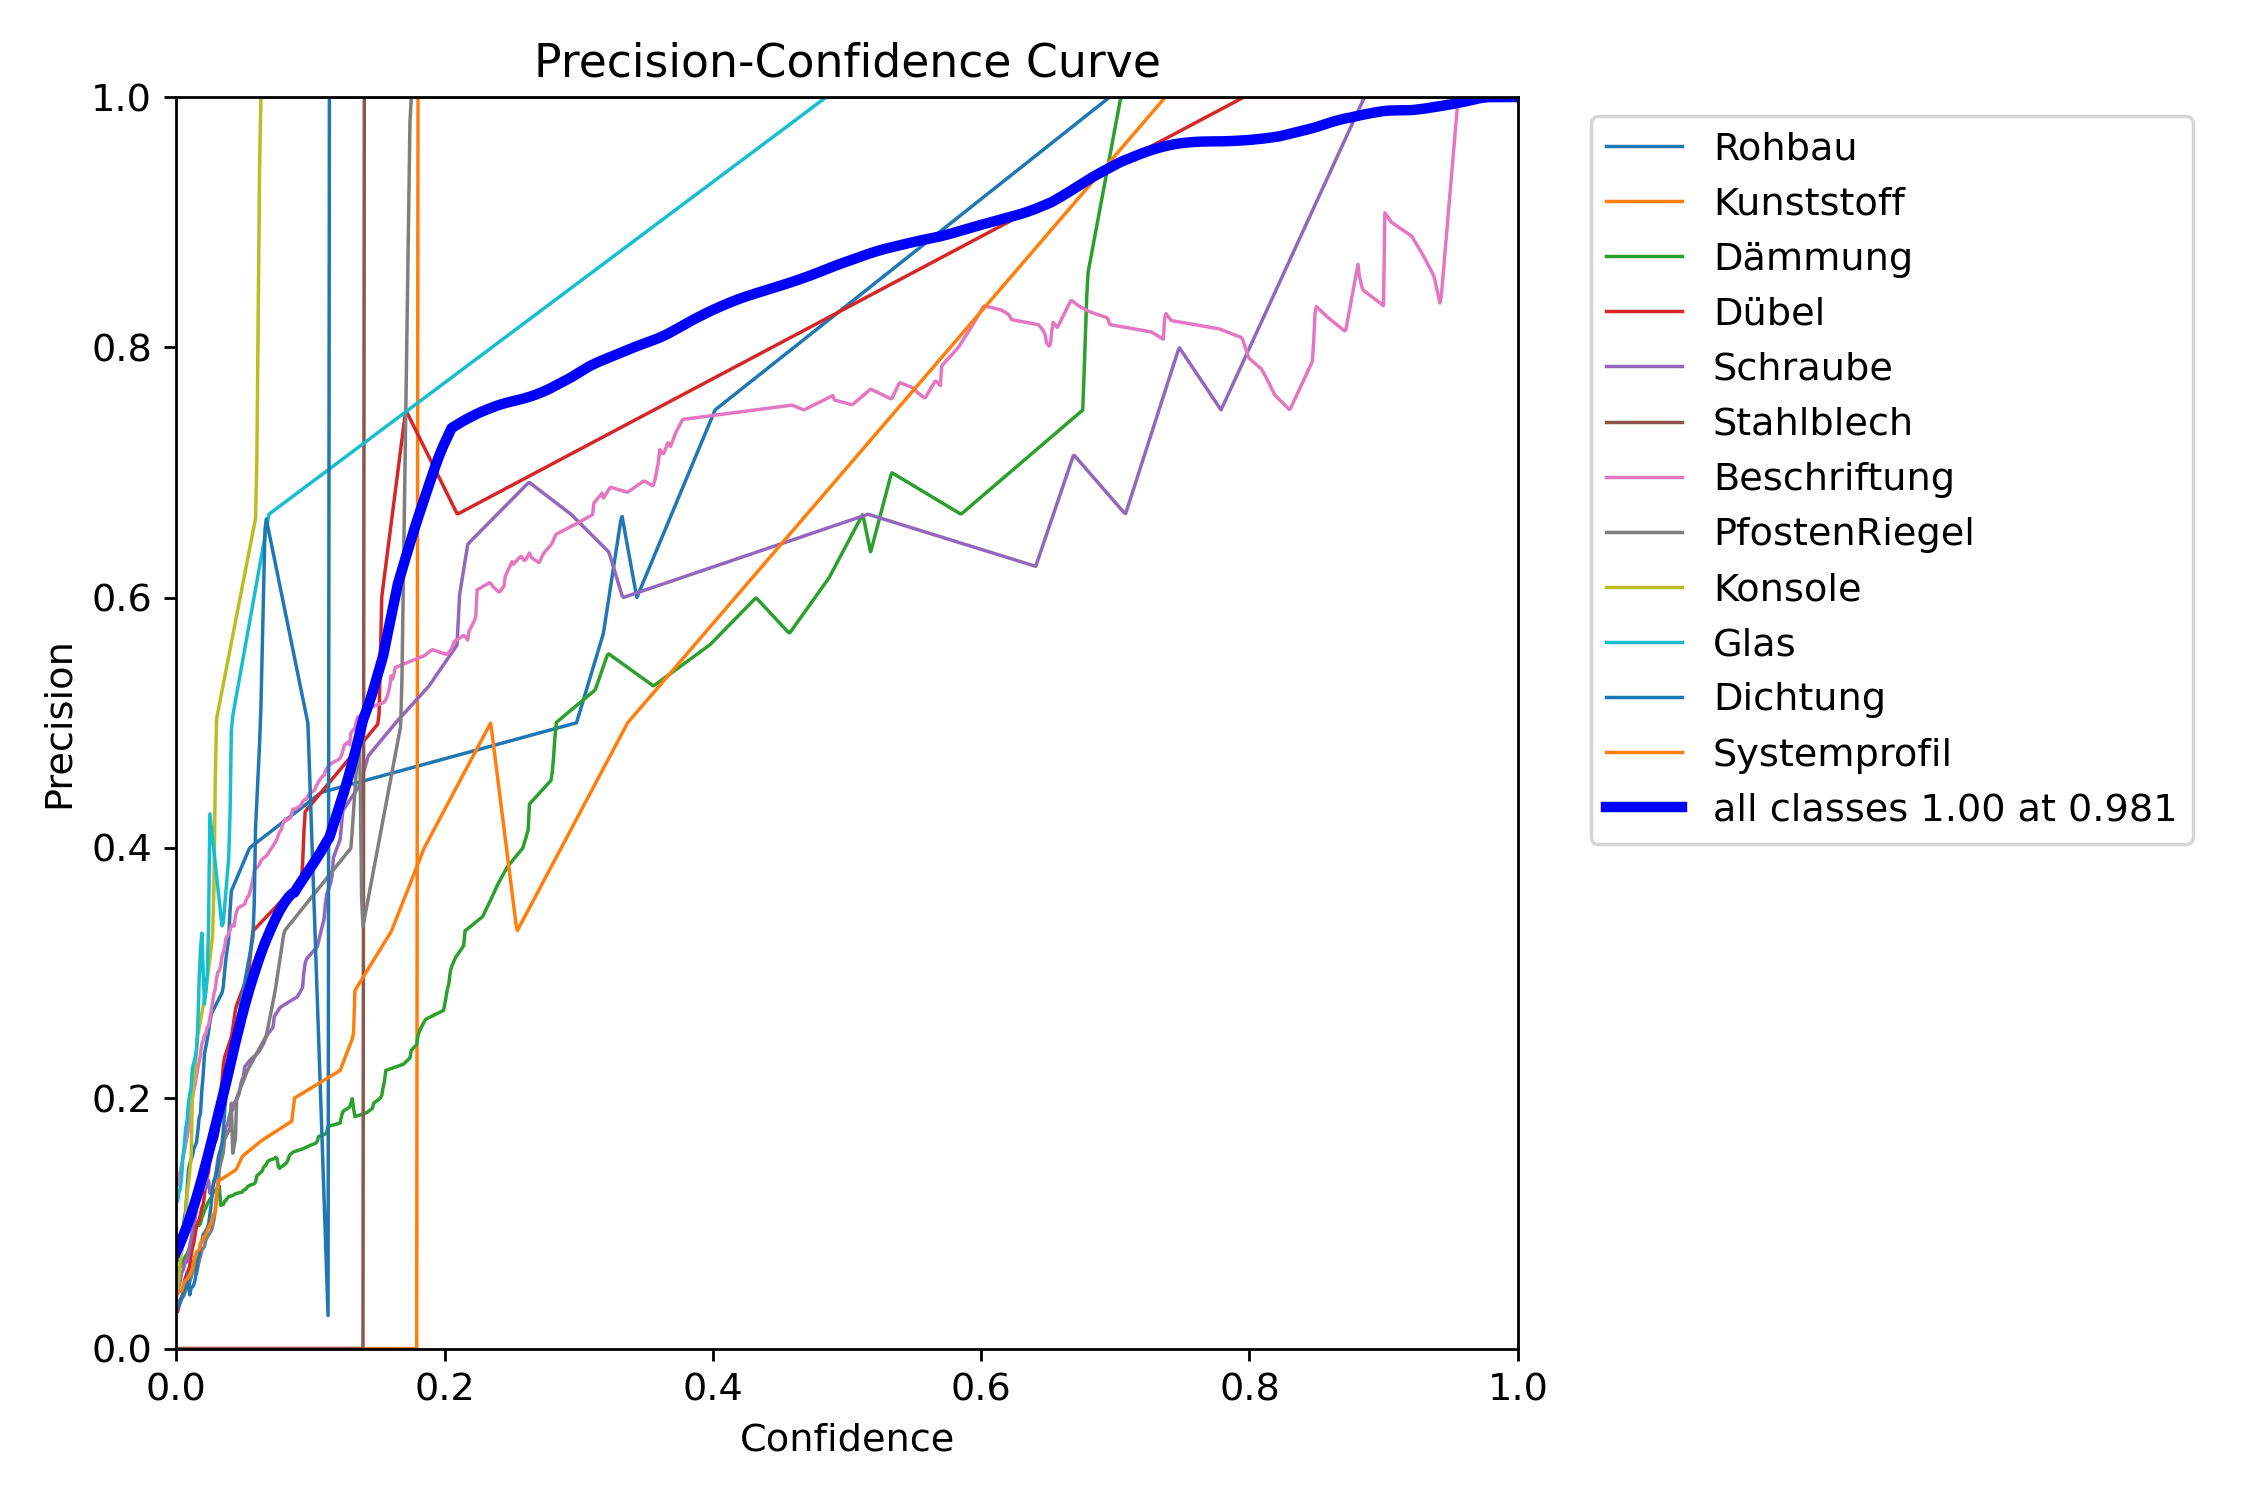 Precision-Confidence Curve
1.0
0.8
0.6
0.4
0.2
0.0
Precision
0.0 0.2 0.4 0.6 0.8 1.0
Confidence
Rohbau
Kunststoff
Dämmung
Dübel
Schraube
Stahlblech
Beschriftung
PfostenRiegel
Konsole
Glas
Dichtung
Systemprofil
all classes 1.00 at 0.981